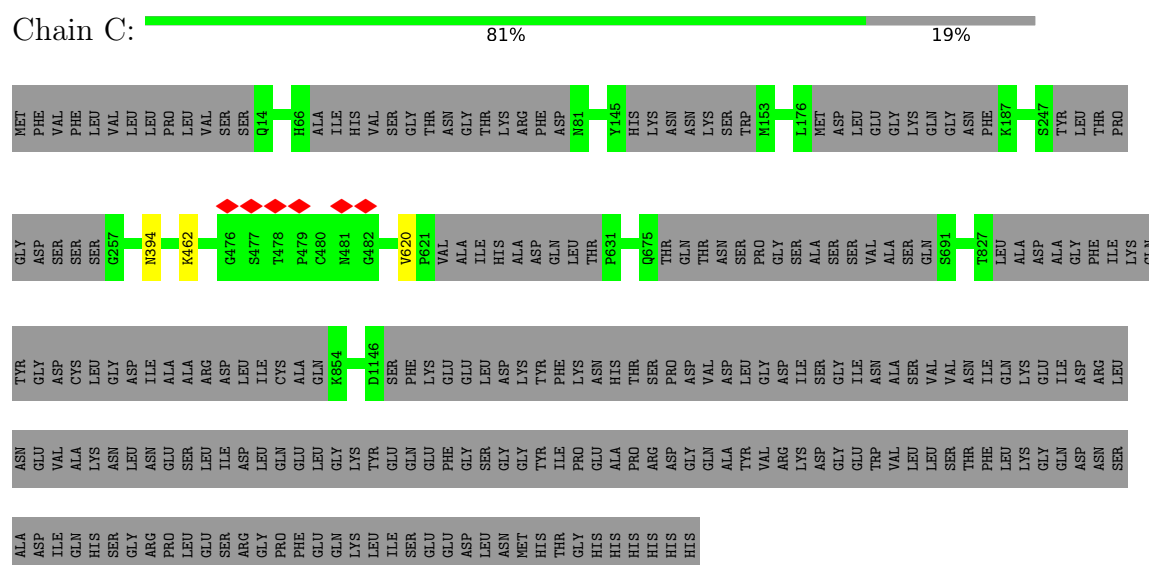 Chain C:
81% 19%
MET PHE VAL PHE LEU VAL LEU LEU PRO LEU VAL SER SER Q14 H66 ALA ILE HIS VAL SER GLY THR ASN GLY THR LYS ARG PHE ASP N81 Y145 HIS LYS ASN ASN LYS SER TRP M153 L176 MET ASP LEU GLU GLY LYS GLN GLY ASN PHE K187 S247 TYR LEU THR PRO
GLY ASP SER SER SER G257 N394 K462 G476 S477 T478 P479 C480 N481 G482 V620 P621 VAL ALA ILE HIS ALA ASP GLN LEU THR P631 Q675 THR GLN THR ASN SER PRO GLY SER ALA SER SER VAL ALA SER GLN S691 T827 LEU ALA ASP ALA GLY PHE ILE LYS GLN
TYR GLY ASP CYS LEU GLY ASP ILE ALA ALA ARG ASP LEU ILE CYS ALA GLN K854 D1146 SER PHE LYS GLU GLU LEU ASP LYS TYR PHE LYS ASN HIS THR SER PRO ASP VAL ASP LEU GLY ASP ILE SER GLY ILE ASN ALA SER VAL VAL ASN ILE GLN LYS GLU ILE ASP ARG LEU
ASN GLU VAL ALA LYS ASN LEU ASN GLU SER LEU ILE ASP LEU GLN GLU LEU GLY LYS TYR GLU GLN GLU PHE GLY SER GLY GLY TYR ILE PRO GLU ALA PRO ARG ASP GLY GLN ALA TYR VAL ARG LYS ASP GLY GLU TRP VAL LEU LEU SER THR PHE LEU LYS GLY GLN ASP ASN SER
ALA ASP ILE GLN HIS SER GLY ARG PRO LEU GLU SER ARG GLY PRO PHE GLU GLN LYS LEU ILE SER GLU GLU ASP LEU ASN MET HIS THR GLY HIS HIS HIS HIS HIS HIS